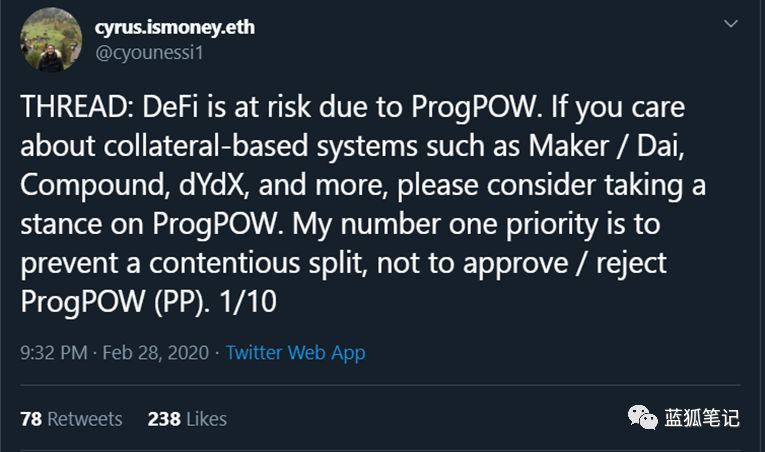 cyrus.ismoney.eth
@cyounessi1
THREAD: DeFi is at risk due to ProgPOW. If you care
about collateral-based systems such as Maker / Dai,
Compound, dYdX, and more, please consider taking a
stance on ProgPOW. My number one priority is to
prevent a contentious split, not to approve / reject
ProgPOW (PP). 1/10
9:32 PM · Feb 28, 2020 · Twitter Web App
78 Retweets 238 Likes
蓝狐笔记